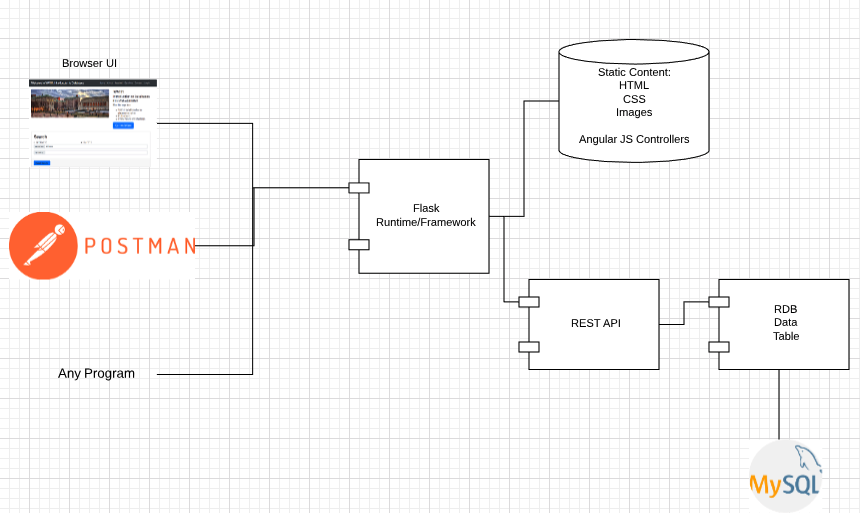 Browser UI
Search
POSTMAN
Any Program
Flask
Runtime/Framework
Static Content:
HTML
CSS
Images
Angular JS Controllers
REST API
RDB
Data
Table
MySQL